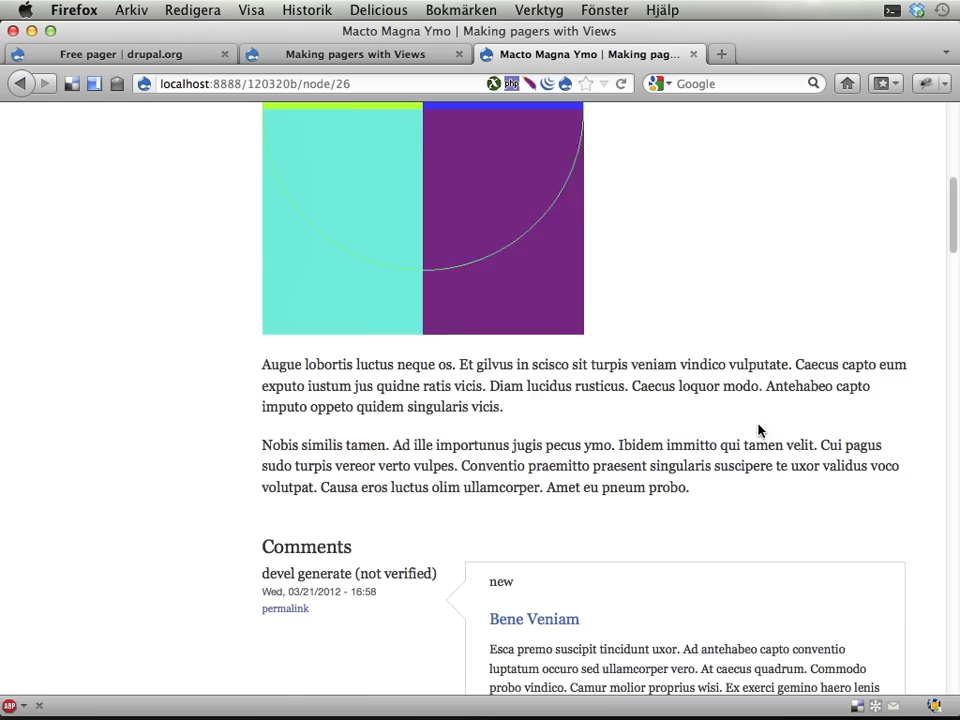 Firefox Arkiv Redigera Visa Historik Delicious Bokmärken Verktyg Fönster Hjälp
Macto Magna Ymo | Making pagers with Views
Free pager | drupal.org
Making pagers with Views
Macto Magna Ymo | Making pag...
localhost:8888/120320b/node/26
php
Google
Augue lobortis luctus neque os. Et gilvus in scisco sit turpis veniam vindico vulputate. Caecus capto eum
exputo iustum jus quidne ratis vicis. Diam lucidus rusticus. Caecus loquor modo. Antehabeo capto
imputo oppeto quidem singularis vicis.
Nobis similis tamen. Ad ille importunus jugis pecus ymo. Ibidem immitto qui tamen velit. Cui pagus
sudo turpis vereor verto vulpes. Conventio praemitto praesent singularis suscipere te uxor validus voco
volutpat. Causa eros luctus olim ullamcorper. Amet eu pneum probo.
Comments
devel generate (not verified)
Wed, 03/21/2012 - 16:58
permalink
new
Bene Veniam
Esca premo suscipit tincidunt uxor. Ad antehabeo capto conventio
luptatum occuro sed ullamcorper vero. At caecus quadrum. Commodo
probo vindico. Camur molior proprius wisi. Ex exerci gemino haero lenis
ABP